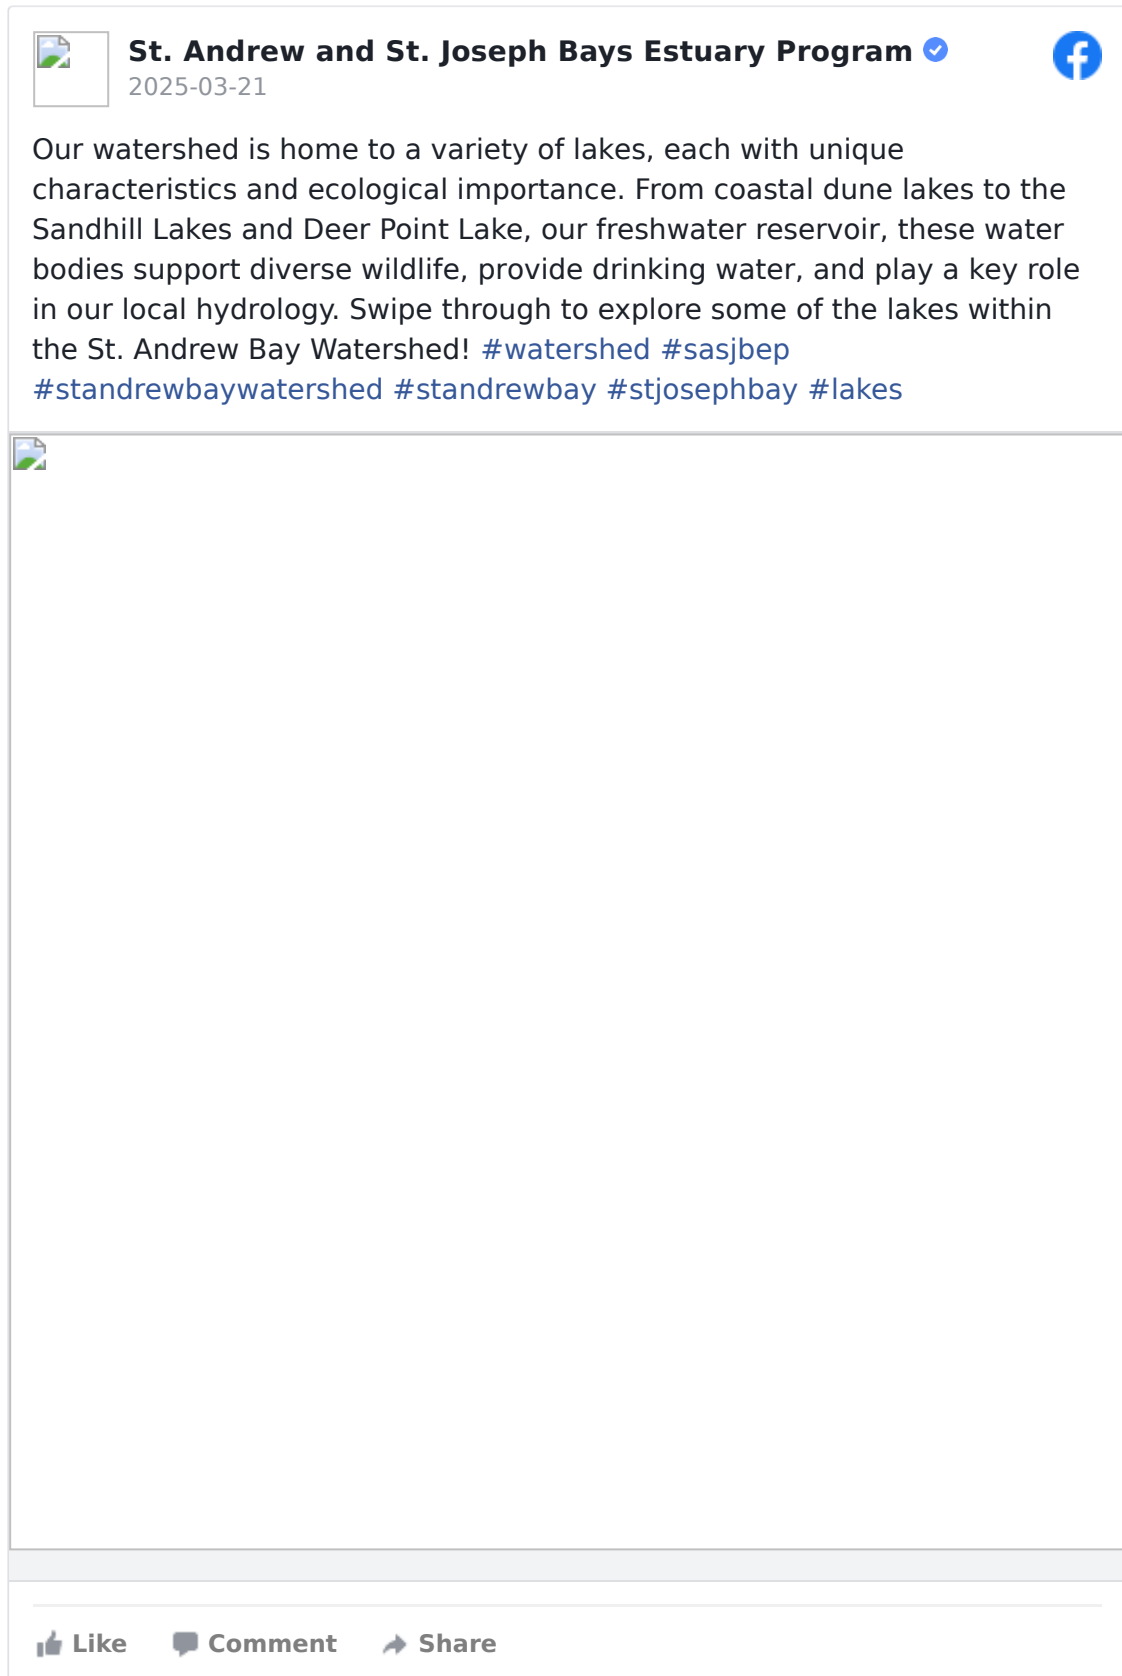 St. Andrew and St. Joseph Bays Estuary Program
2025-03-21
Our watershed is home to a variety of lakes, each with unique
characteristics and ecological importance. From coastal dune lakes to the
Sandhill Lakes and Deer Point Lake, our freshwater reservoir, these water
bodies support diverse wildlife, provide drinking water, and play a key role
in our local hydrology. Swipe through to explore some of the lakes within
the St. Andrew Bay Watershed! #watershed #sasjbep
#standrewbaywatershed #standrewbay #stjosephbay #lakes
Like Comment Share